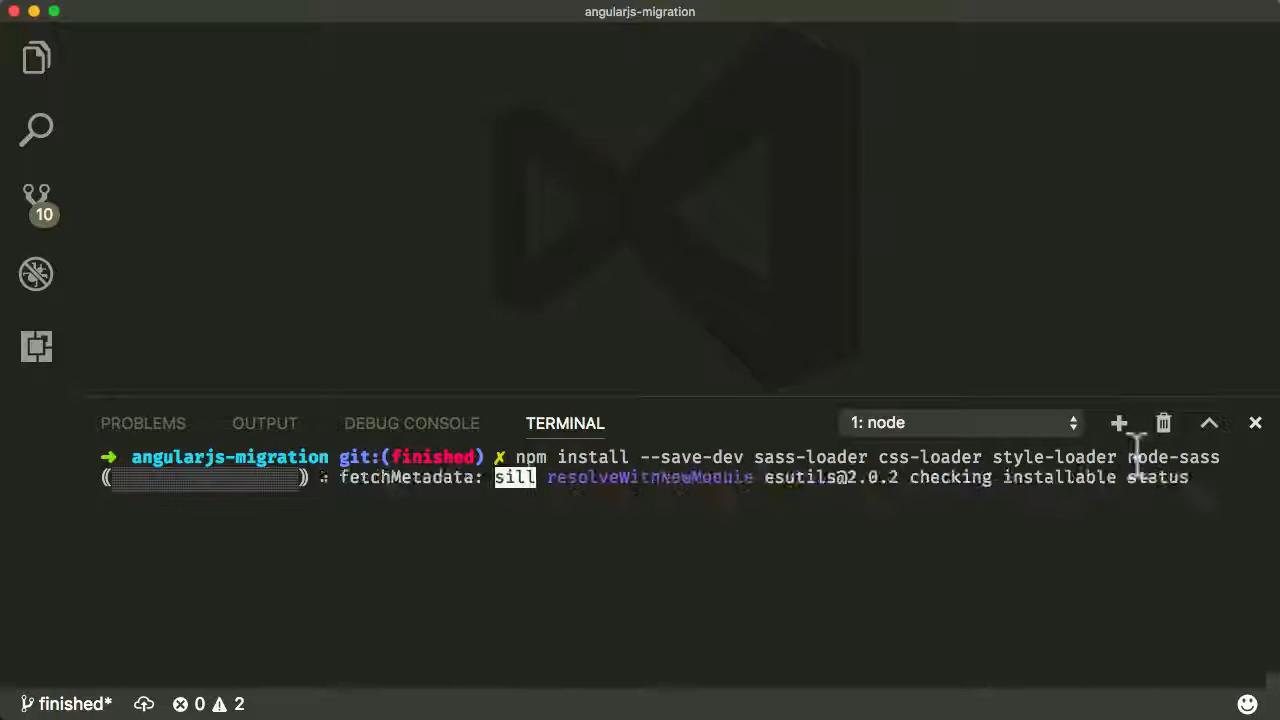 angularjs-migration
10
PROBLEMS OUTPUT DEBUG CONSOLE TERMINAL 1: node
➜ angularjs-migration git:(finished) ✗ npm install --save-dev sass-loader css-loader style-loader node-sass
(░░░░░░░░░░░░░░░░░░) ⠸ fetchMetadata: sill resolveWithNewModule esutils@2.0.2 checking installable status
finished* 0 2